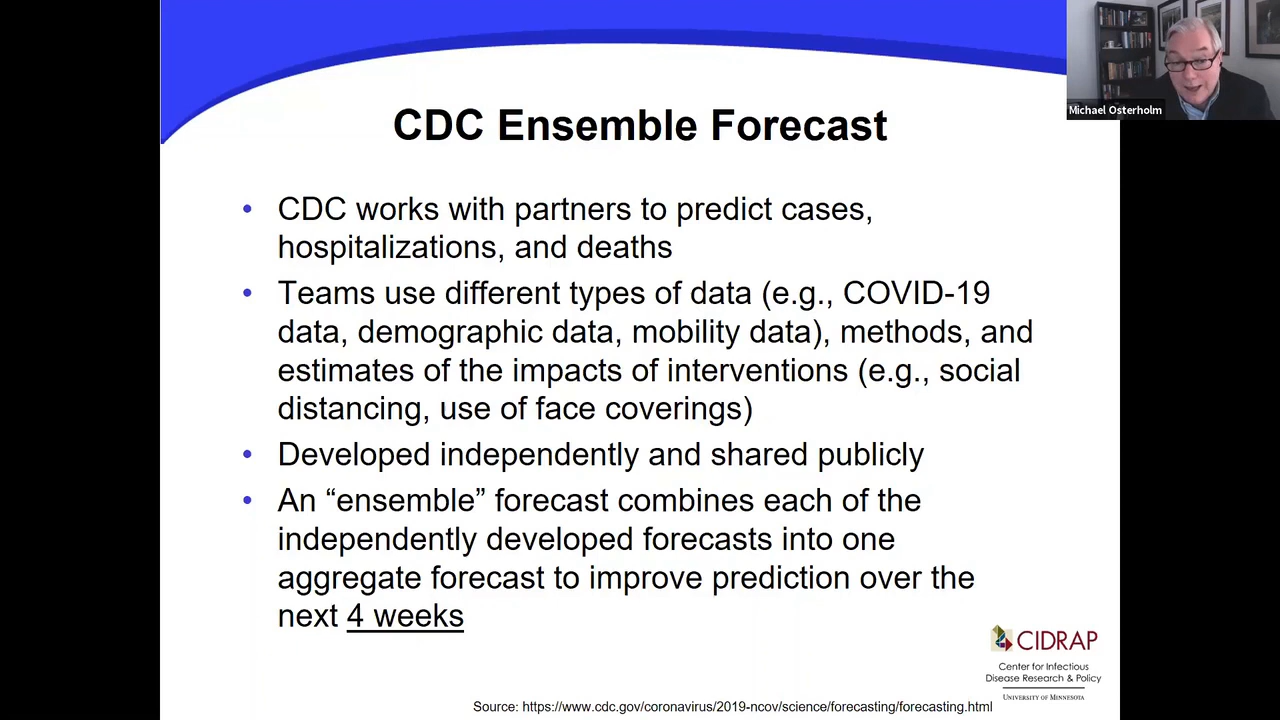 Michael Osterholm
CDC Ensemble Forecast
• CDC works with partners to predict cases,
hospitalizations, and deaths
• Teams use different types of data (e.g., COVID-19
data, demographic data, mobility data), methods, and
estimates of the impacts of interventions (e.g., social
distancing, use of face coverings)
• Developed independently and shared publicly
• An “ensemble” forecast combines each of the
independently developed forecasts into one
aggregate forecast to improve prediction over the
next 4 weeks
CIDRAP
Center for Infectious
Disease Research & Policy
UNIVERSITY OF MINNESOTA
Source: https://www.cdc.gov/coronavirus/2019-ncov/science/forecasting/forecasting.html